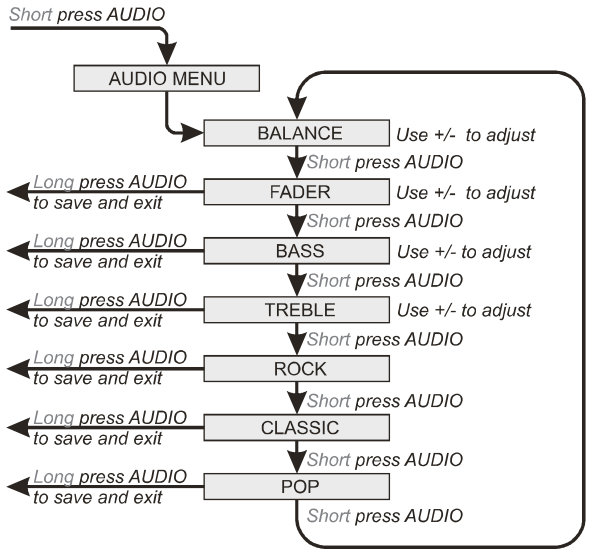 Short press AUDIO
AUDIO MENU
BALANCE
Use +/- to adjust
Short press AUDIO
Long press AUDIO
to save and exit
FADER
Use +/- to adjust
Short press AUDIO
Long press AUDIO
to save and exit
BASS
Use +/- to adjust
Short press AUDIO
Long press AUDIO
to save and exit
TREBLE
Use +/- to adjust
Short press AUDIO
Long press AUDIO
to save and exit
ROCK
Short press AUDIO
Long press AUDIO
to save and exit
CLASSIC
Short press AUDIO
Long press AUDIO
to save and exit
POP
Short press AUDIO